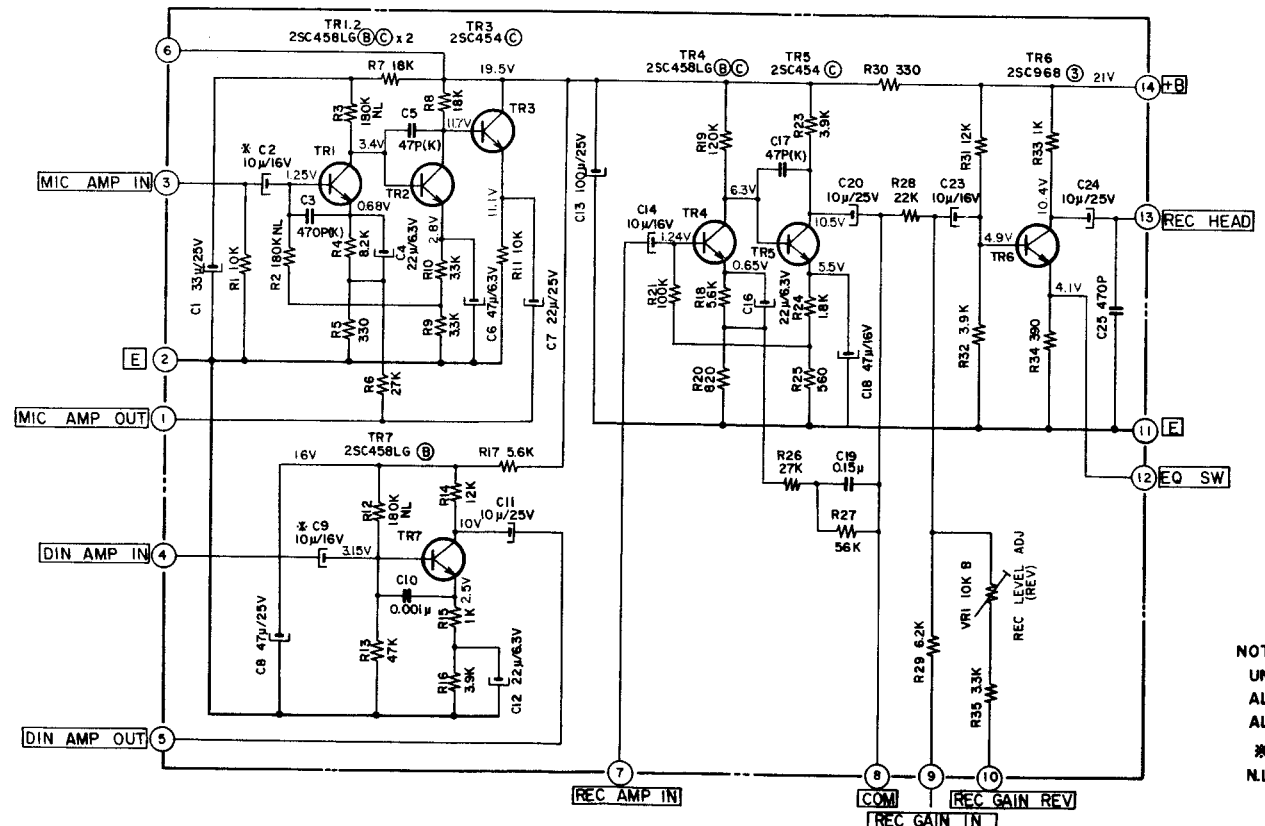 TR1.2
2SC458LG Ⓑ Ⓒ x 2
TR3
2SC454 Ⓒ
6
R7 18K
19.5V
R3
180K
NL
R8
18K
C5
47P(K)
11.7V
TR3
3.4V
※ C2
10μ/16V
TR1
1.25V
TR2
MIC AMP IN
3
C3
470P(K)
0.68V
R4
8.2K
C4
22μ/6.3V
2.8V
11.1V
C1 33μ/25V
R1 10K
R2 180K NL
R10
3.3K
R11 10K
C6 47μ/6.3V
C7 22μ/25V
R5
330
R9
3.3K
E
2
R6
27K
MIC AMP OUT
1
TR7
2SC458LG Ⓑ
16V
R17 5.6K
R12
180K
NL
R14
12K
C11
10μ/25V
10V
※ C9
10μ/16V
3.15V
TR7
DIN AMP IN
4
C10
0.001μ
2.5V
R15
1K
C8 47μ/25V
R13
47K
R16
3.9K
C12 22μ/6.3V
DIN AMP OUT
5
TR4
2SC458LG Ⓑ Ⓒ
TR5
2SC454 Ⓒ
R30 330
TR6
2SC968 ③
21V
14
+B
C13 100μ/25V
R19
120K
R23
3.9K
C17
47P(K)
R31 12K
R33 1K
6.3V
C20
10μ/25V
R28
22K
C23
10μ/16V
10.4V
C24
10μ/25V
13
REC HEAD
C14
10μ/16V
1.24V
TR4
10.5V
TR5
4.9V
TR6
0.65V
5.5V
4.1V
R21
100K
R18
5.6K
C16
22μ/6.3V
R24
1.8K
C18 47μ/16V
R32 3.9K
R34 390
C25 470P
R20
820
R25
560
11
E
12
EQ SW
R26
27K
C19
0.15μ
R27
56K
VR1 10K B
REC LEVEL ADJ
(REV)
R29 6.2K
R35 3.3K
7
REC AMP IN
8
COM
9
REC GAIN IN
10
REC GAIN REV
NOT
UN
AL
AL
※
N.L